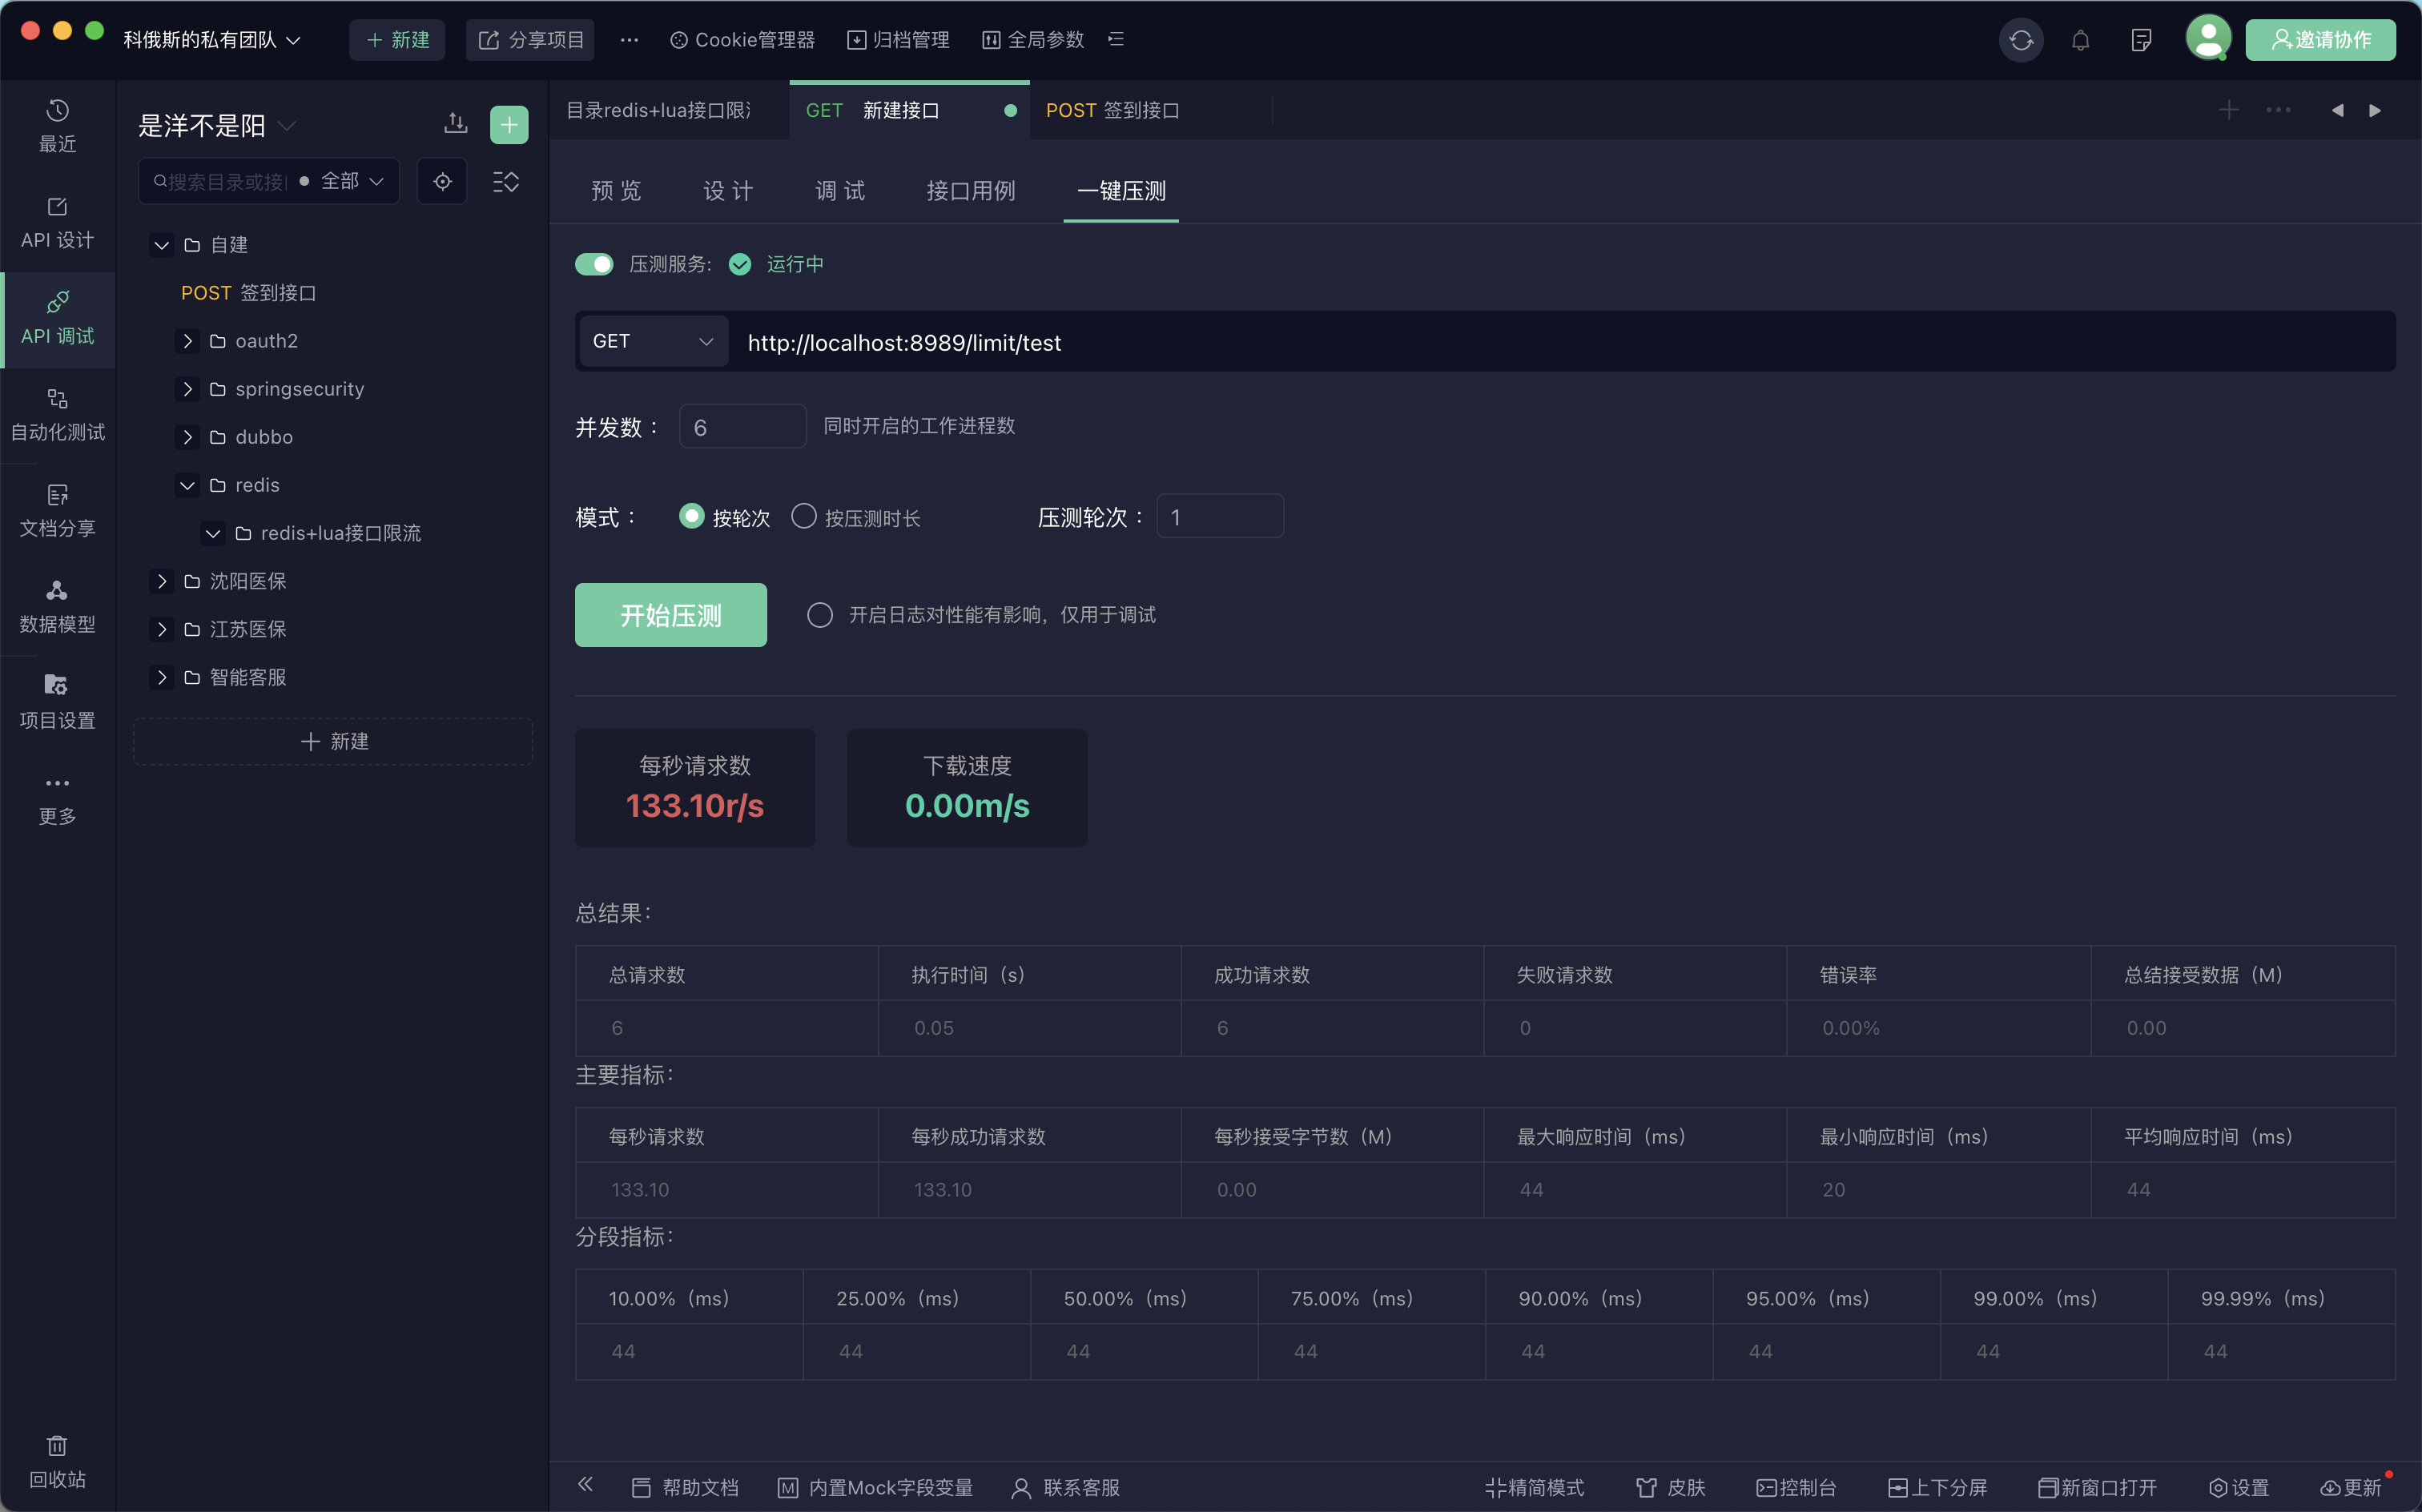 科俄斯的私有团队
新建
分享项目
Cookie管理器
归档管理
全局参数
邀请协作
最近
API 设计
API 调试
自动化测试
文档分享
数据模型
项目设置
更多
回收站
是洋不是阳
搜索目录或接
全部
自建
POST 签到接口
oauth2
springsecurity
dubbo
redis
redis+lua接口限流
沈阳医保
江苏医保
智能客服
新建
目录redis+lua接口限
GET 新建接口
POST 签到接口
预 览
设 计
调 试
接口用例
一键压测
压测服务: 运行中
GET http://localhost:8989/limit/test
并发数： 6 同时开启的工作进程数
模式： 按轮次 按压测时长 压测轮次： 1
开始压测 开启日志对性能有影响，仅用于调试
每秒请求数 下载速度
133.10r/s 0.00m/s
总结果：
总请求数 执行时间（s） 成功请求数 失败请求数 错误率 总结接受数据（M）
6 0.05 6 0 0.00% 0.00
主要指标：
每秒请求数 每秒成功请求数 每秒接受字节数（M） 最大响应时间（ms） 最小响应时间（ms） 平均响应时间（ms）
133.10 133.10 0.00 44 20 44
分段指标：
10.00%（ms） 25.00%（ms） 50.00%（ms） 75.00%（ms） 90.00%（ms） 95.00%（ms） 99.00%（ms） 99.99%（ms）
44 44 44 44 44 44 44 44
帮助文档
M 内置Mock字段变量
联系客服
精简模式
皮肤
控制台
上下分屏
新窗口打开
设置
更新